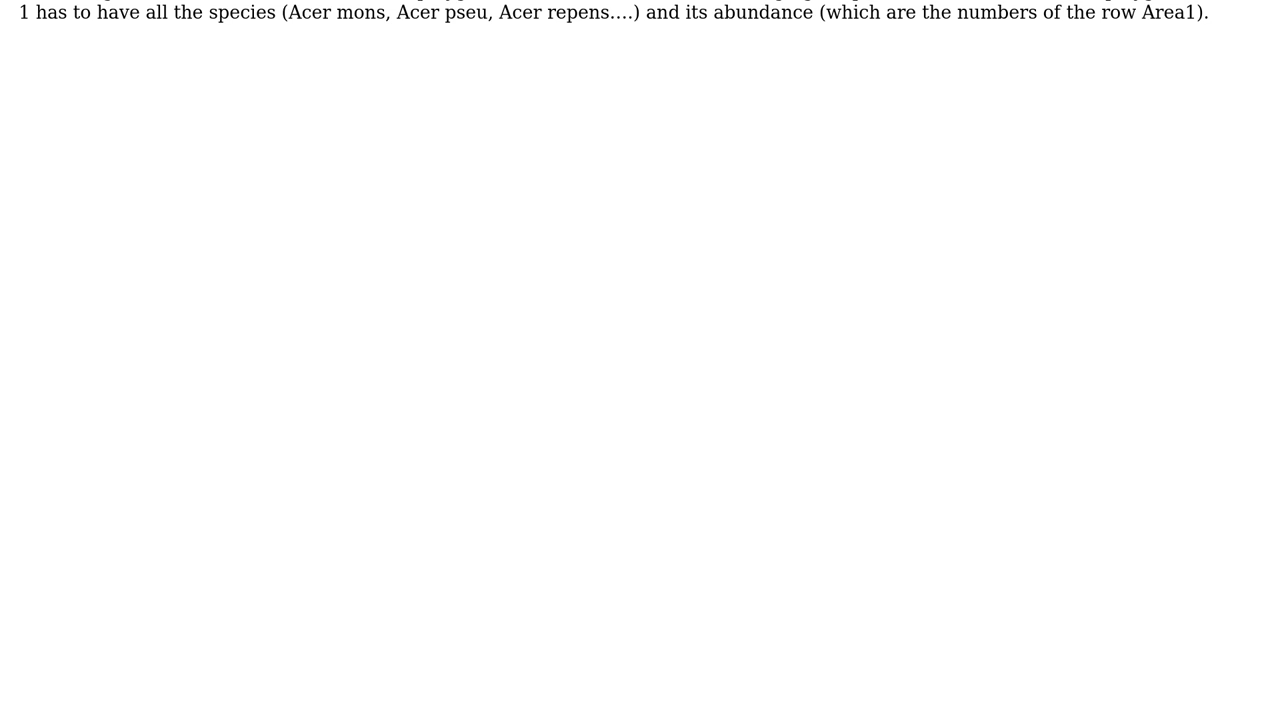 1 has to have all the species (Acer mons, Acer pseu, Acer repens....) and its abundance (which are the numbers of the row Area1).